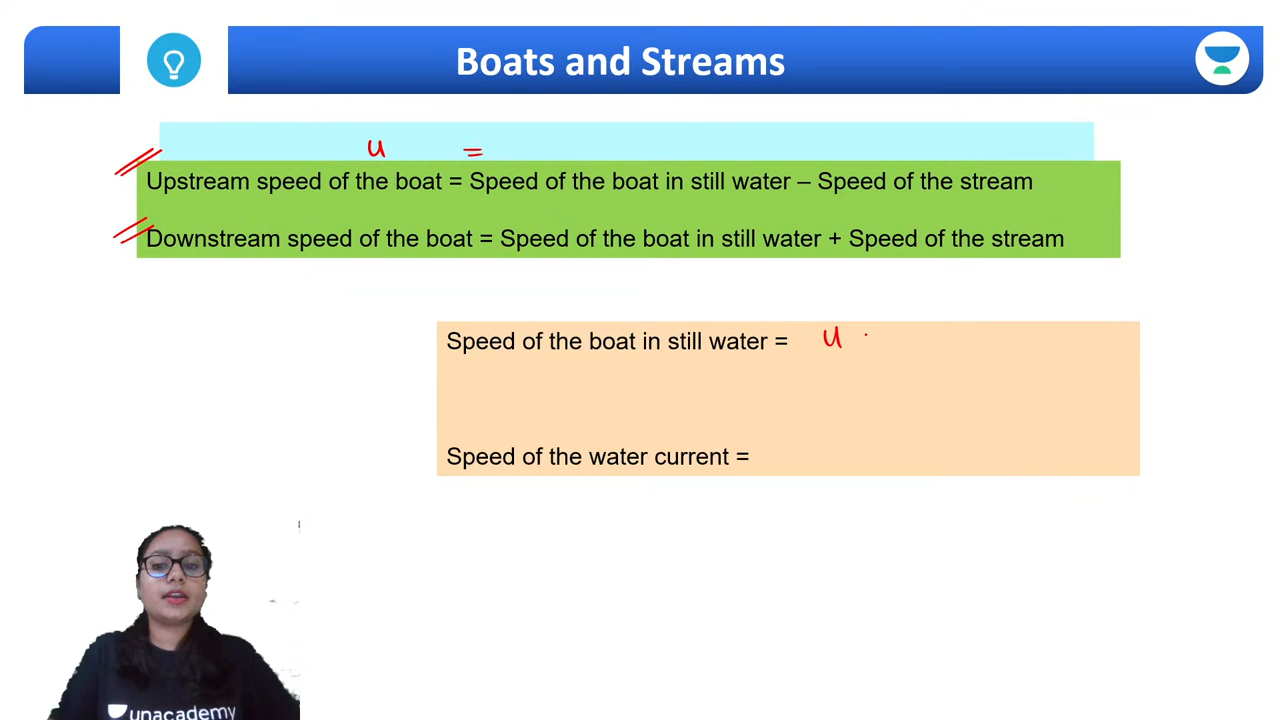 Boats and Streams
u =
Upstream speed of the boat = Speed of the boat in still water – Speed of the stream
Downstream speed of the boat = Speed of the boat in still water + Speed of the stream
Speed of the boat in still water = u
Speed of the water current =
unacademy